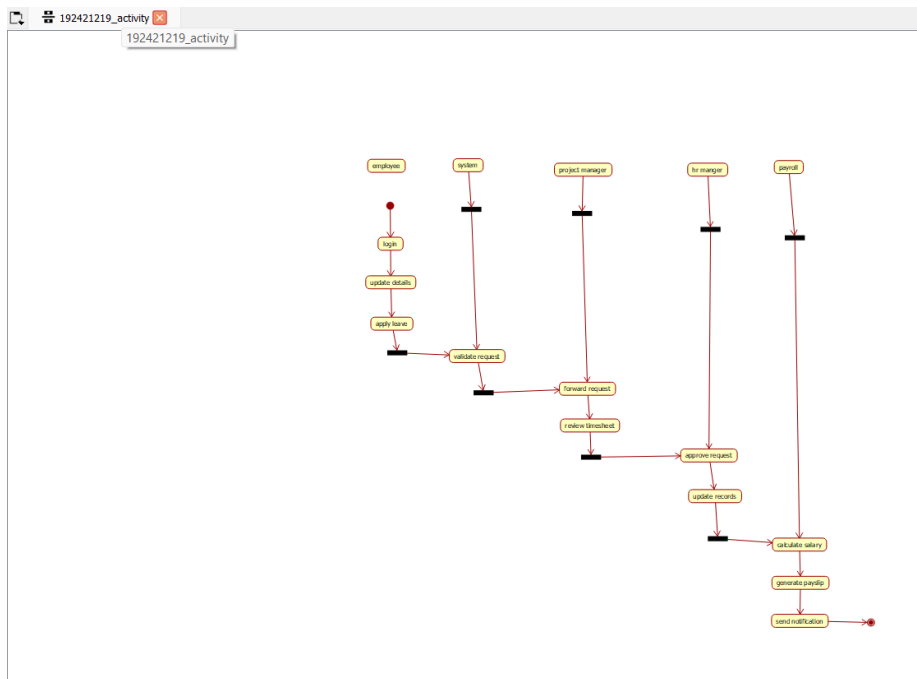 192421219_activity
192421219_activity
employee
system
project manager
hr manger
payroll
login
update details
apply leave
validate request
forward request
review timesheet
approve request
update records
calculate salary
generate payslip
send notification